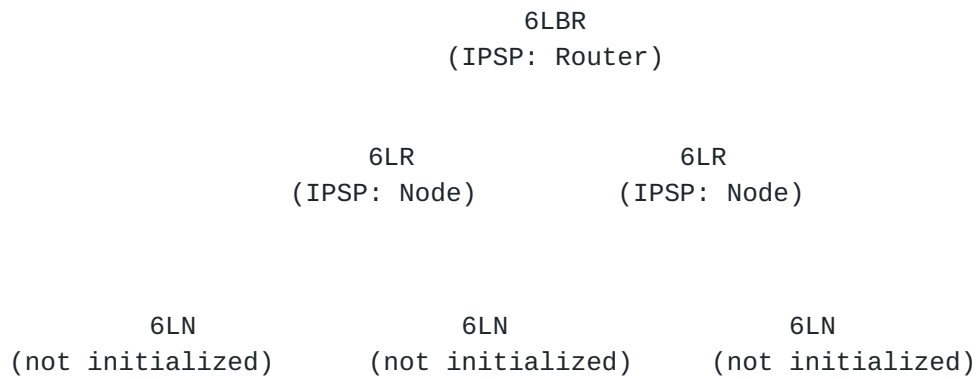 6LBR
(IPSP: Router)
6LR 6LR
(IPSP: Node) (IPSP: Node)
6LN 6LN 6LN
(not initialized) (not initialized) (not initialized)